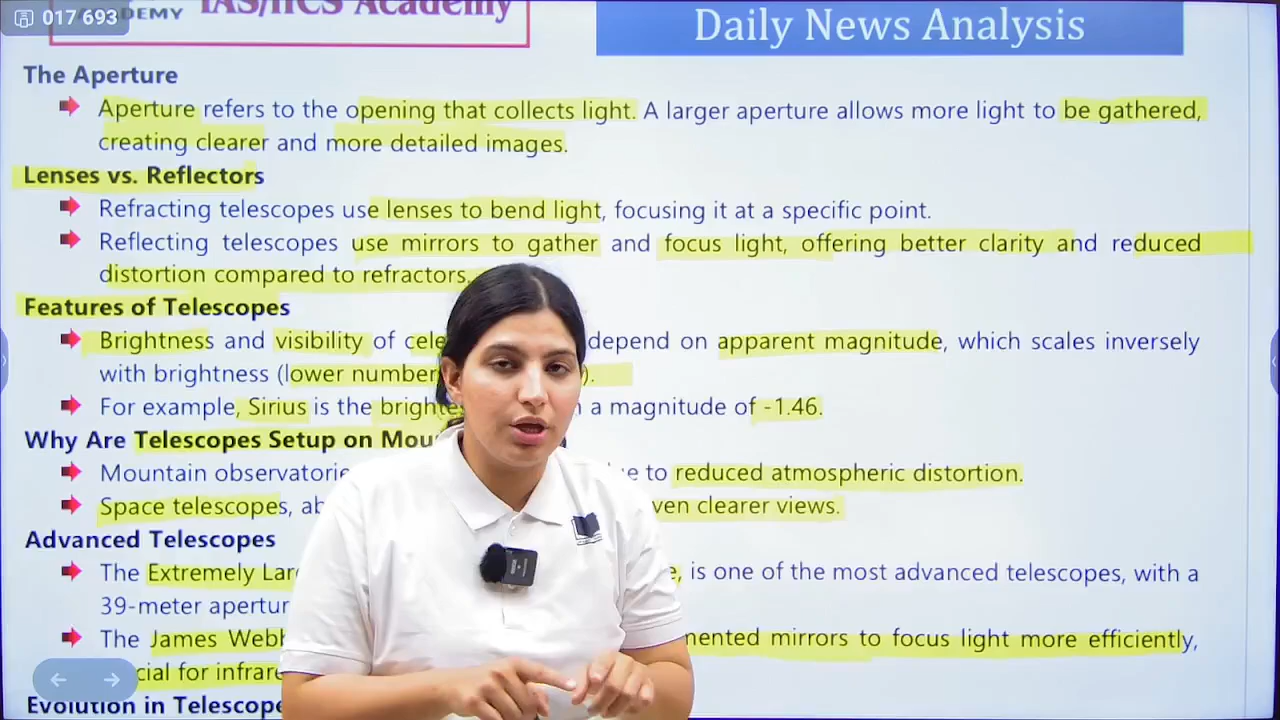 017 693
DEMY
IAS/HCS Academy
Daily News Analysis
The Aperture
Aperture refers to the opening that collects light. A larger aperture allows more light to be gathered,
creating clearer and more detailed images.
Lenses vs. Reflectors
Refracting telescopes use lenses to bend light, focusing it at a specific point.
Reflecting telescopes use mirrors to gather and focus light, offering better clarity and reduced
distortion compared to refractors.
Features of Telescopes
Brightness and visibility of depend on apparent magnitude, which scales inversely
with brightness (lower number ).
For example, Sirius is the a magnitude of -1.46.
Why Are Telescopes Setup on
Mountain to reduced atmospheric distortion.
Space telescopes, clearer views.
Advanced Telescopes
The Extremely is one of the most advanced telescopes, with a
39-meter
The James Webb mirrors to focus light more efficiently,
for
Evolution in